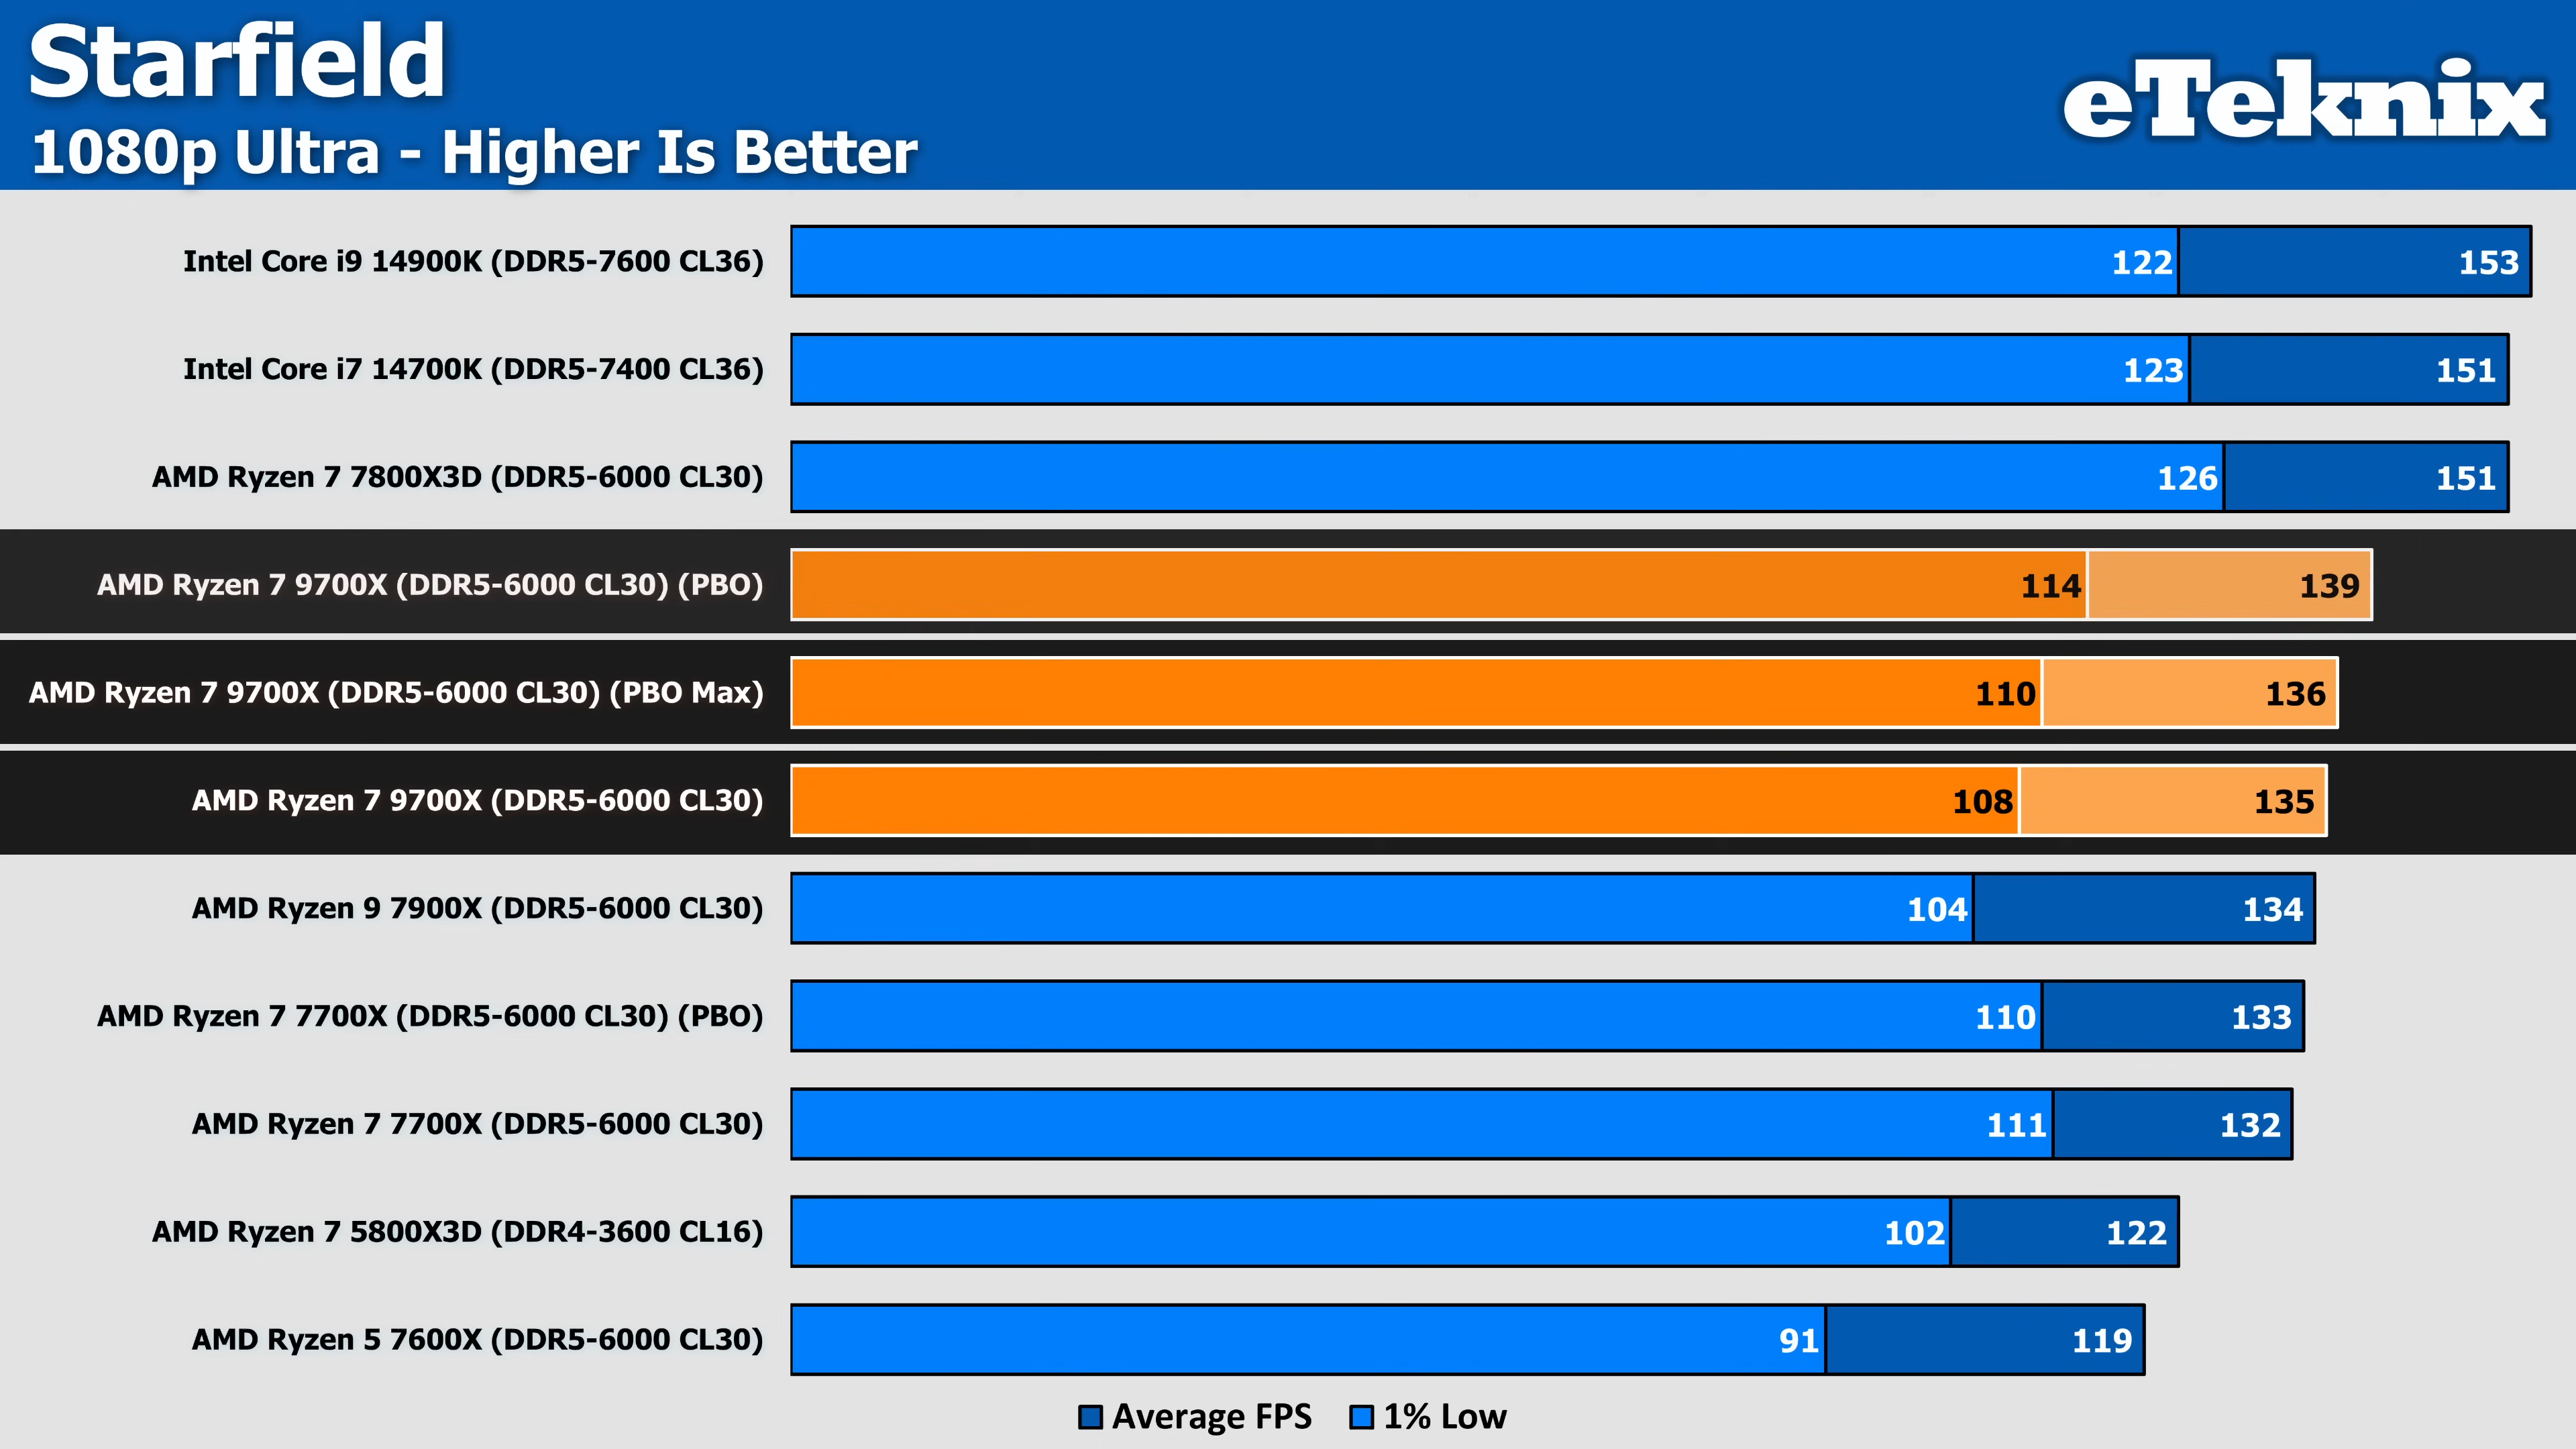 Starfield
1080p Ultra - Higher Is Better
eTeknix
Intel Core i9 14900K (DDR5-7600 CL36) 122 153
Intel Core i7 14700K (DDR5-7400 CL36) 123 151
AMD Ryzen 7 7800X3D (DDR5-6000 CL30) 126 151
AMD Ryzen 7 9700X (DDR5-6000 CL30) (PBO) 114 139
AMD Ryzen 7 9700X (DDR5-6000 CL30) (PBO Max) 110 136
AMD Ryzen 7 9700X (DDR5-6000 CL30) 108 135
AMD Ryzen 9 7900X (DDR5-6000 CL30) 104 134
AMD Ryzen 7 7700X (DDR5-6000 CL30) (PBO) 110 133
AMD Ryzen 7 7700X (DDR5-6000 CL30) 111 132
AMD Ryzen 7 5800X3D (DDR4-3600 CL16) 102 122
AMD Ryzen 5 7600X (DDR5-6000 CL30) 91 119
Average FPS 1% Low